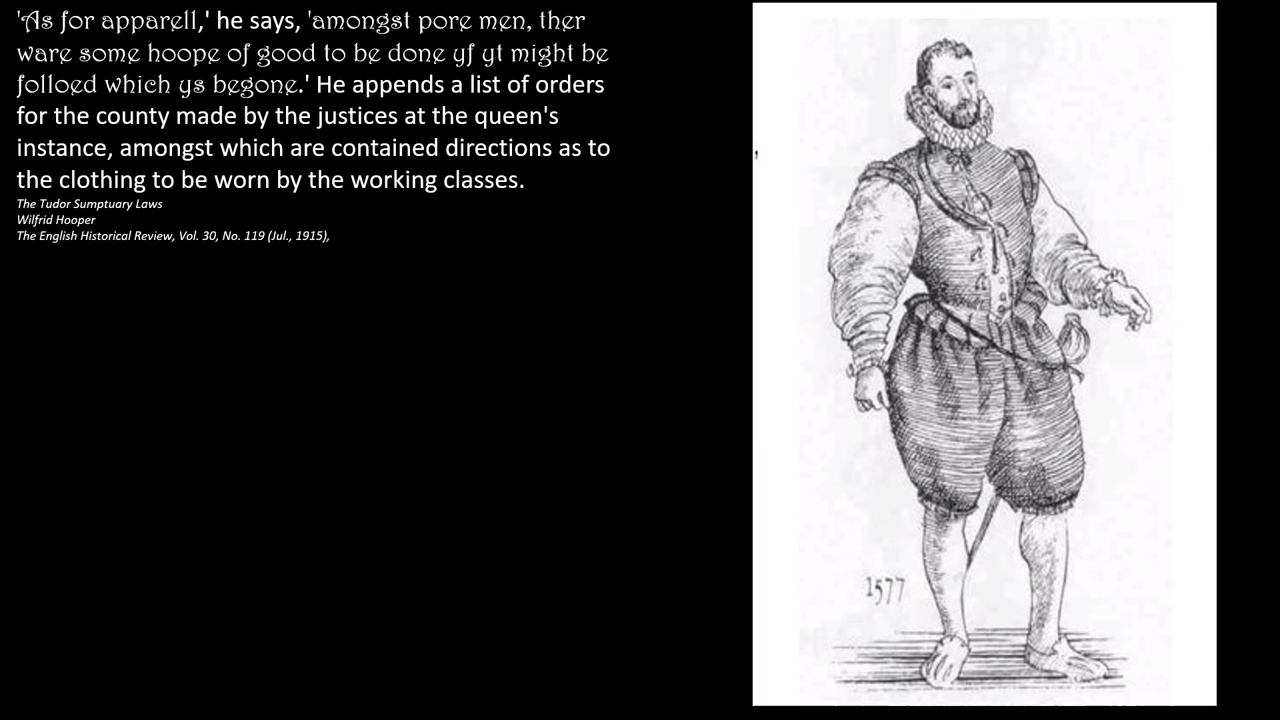 'As for apparell,' he says, 'amongst pore men, ther
ware some hoope of good to be done yf yt might be
folloed which ys begone.' He appends a list of orders
for the county made by the justices at the queen's
instance, amongst which are contained directions as to
the clothing to be worn by the working classes.
The Tudor Sumptuary Laws
Wilfrid Hooper
The English Historical Review, Vol. 30, No. 119 (Jul., 1915),
,
1577